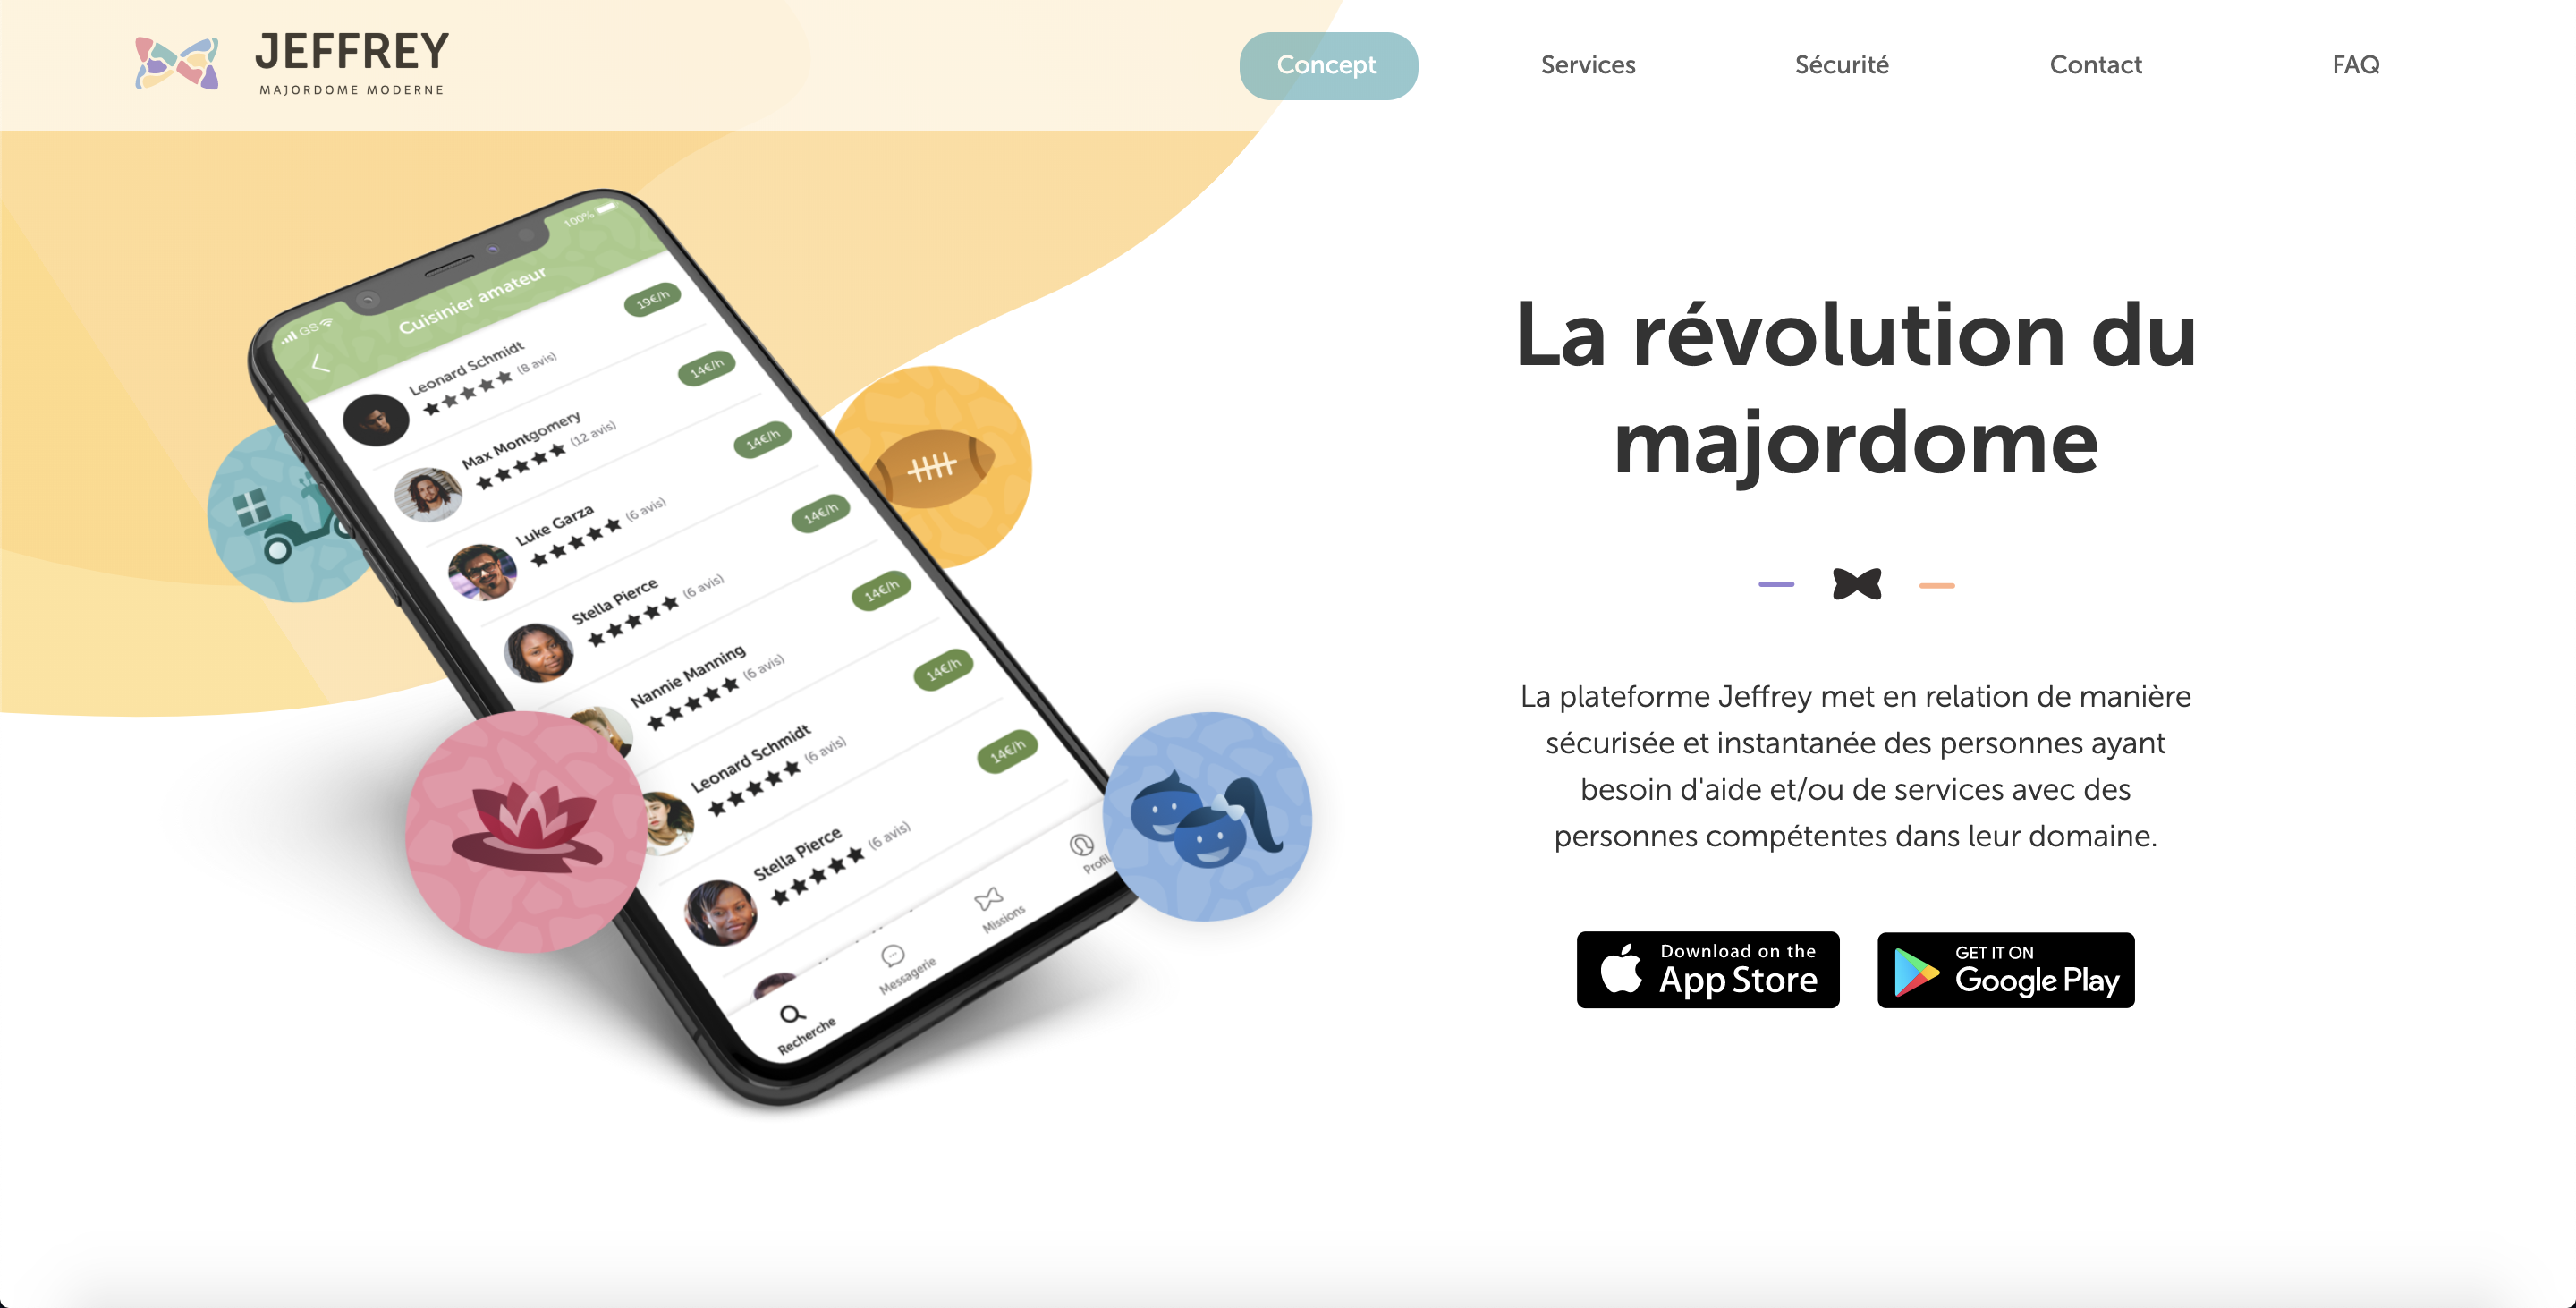 JEFFREY
MAJORDOME MODERNE
Concept
Services
Sécurité
Contact
FAQ
GS
100%
Cuisinier amateur
Leonard Schmidt
(8 avis)
19€/h
Max Montgomery
(12 avis)
14€/h
Luke Garza
(6 avis)
14€/h
Stella Pierce
(6 avis)
14€/h
Nannie Manning
(6 avis)
14€/h
Leonard Schmidt
(6 avis)
14€/h
Stella Pierce
(6 avis)
14€/h
Recherche
Messagerie
Missions
Profil
La révolution du
majordome
La plateforme Jeffrey met en relation de manière
sécurisée et instantanée des personnes ayant
besoin d'aide et/ou de services avec des
personnes compétentes dans leur domaine.
Download on the
App Store
GET IT ON
Google Play